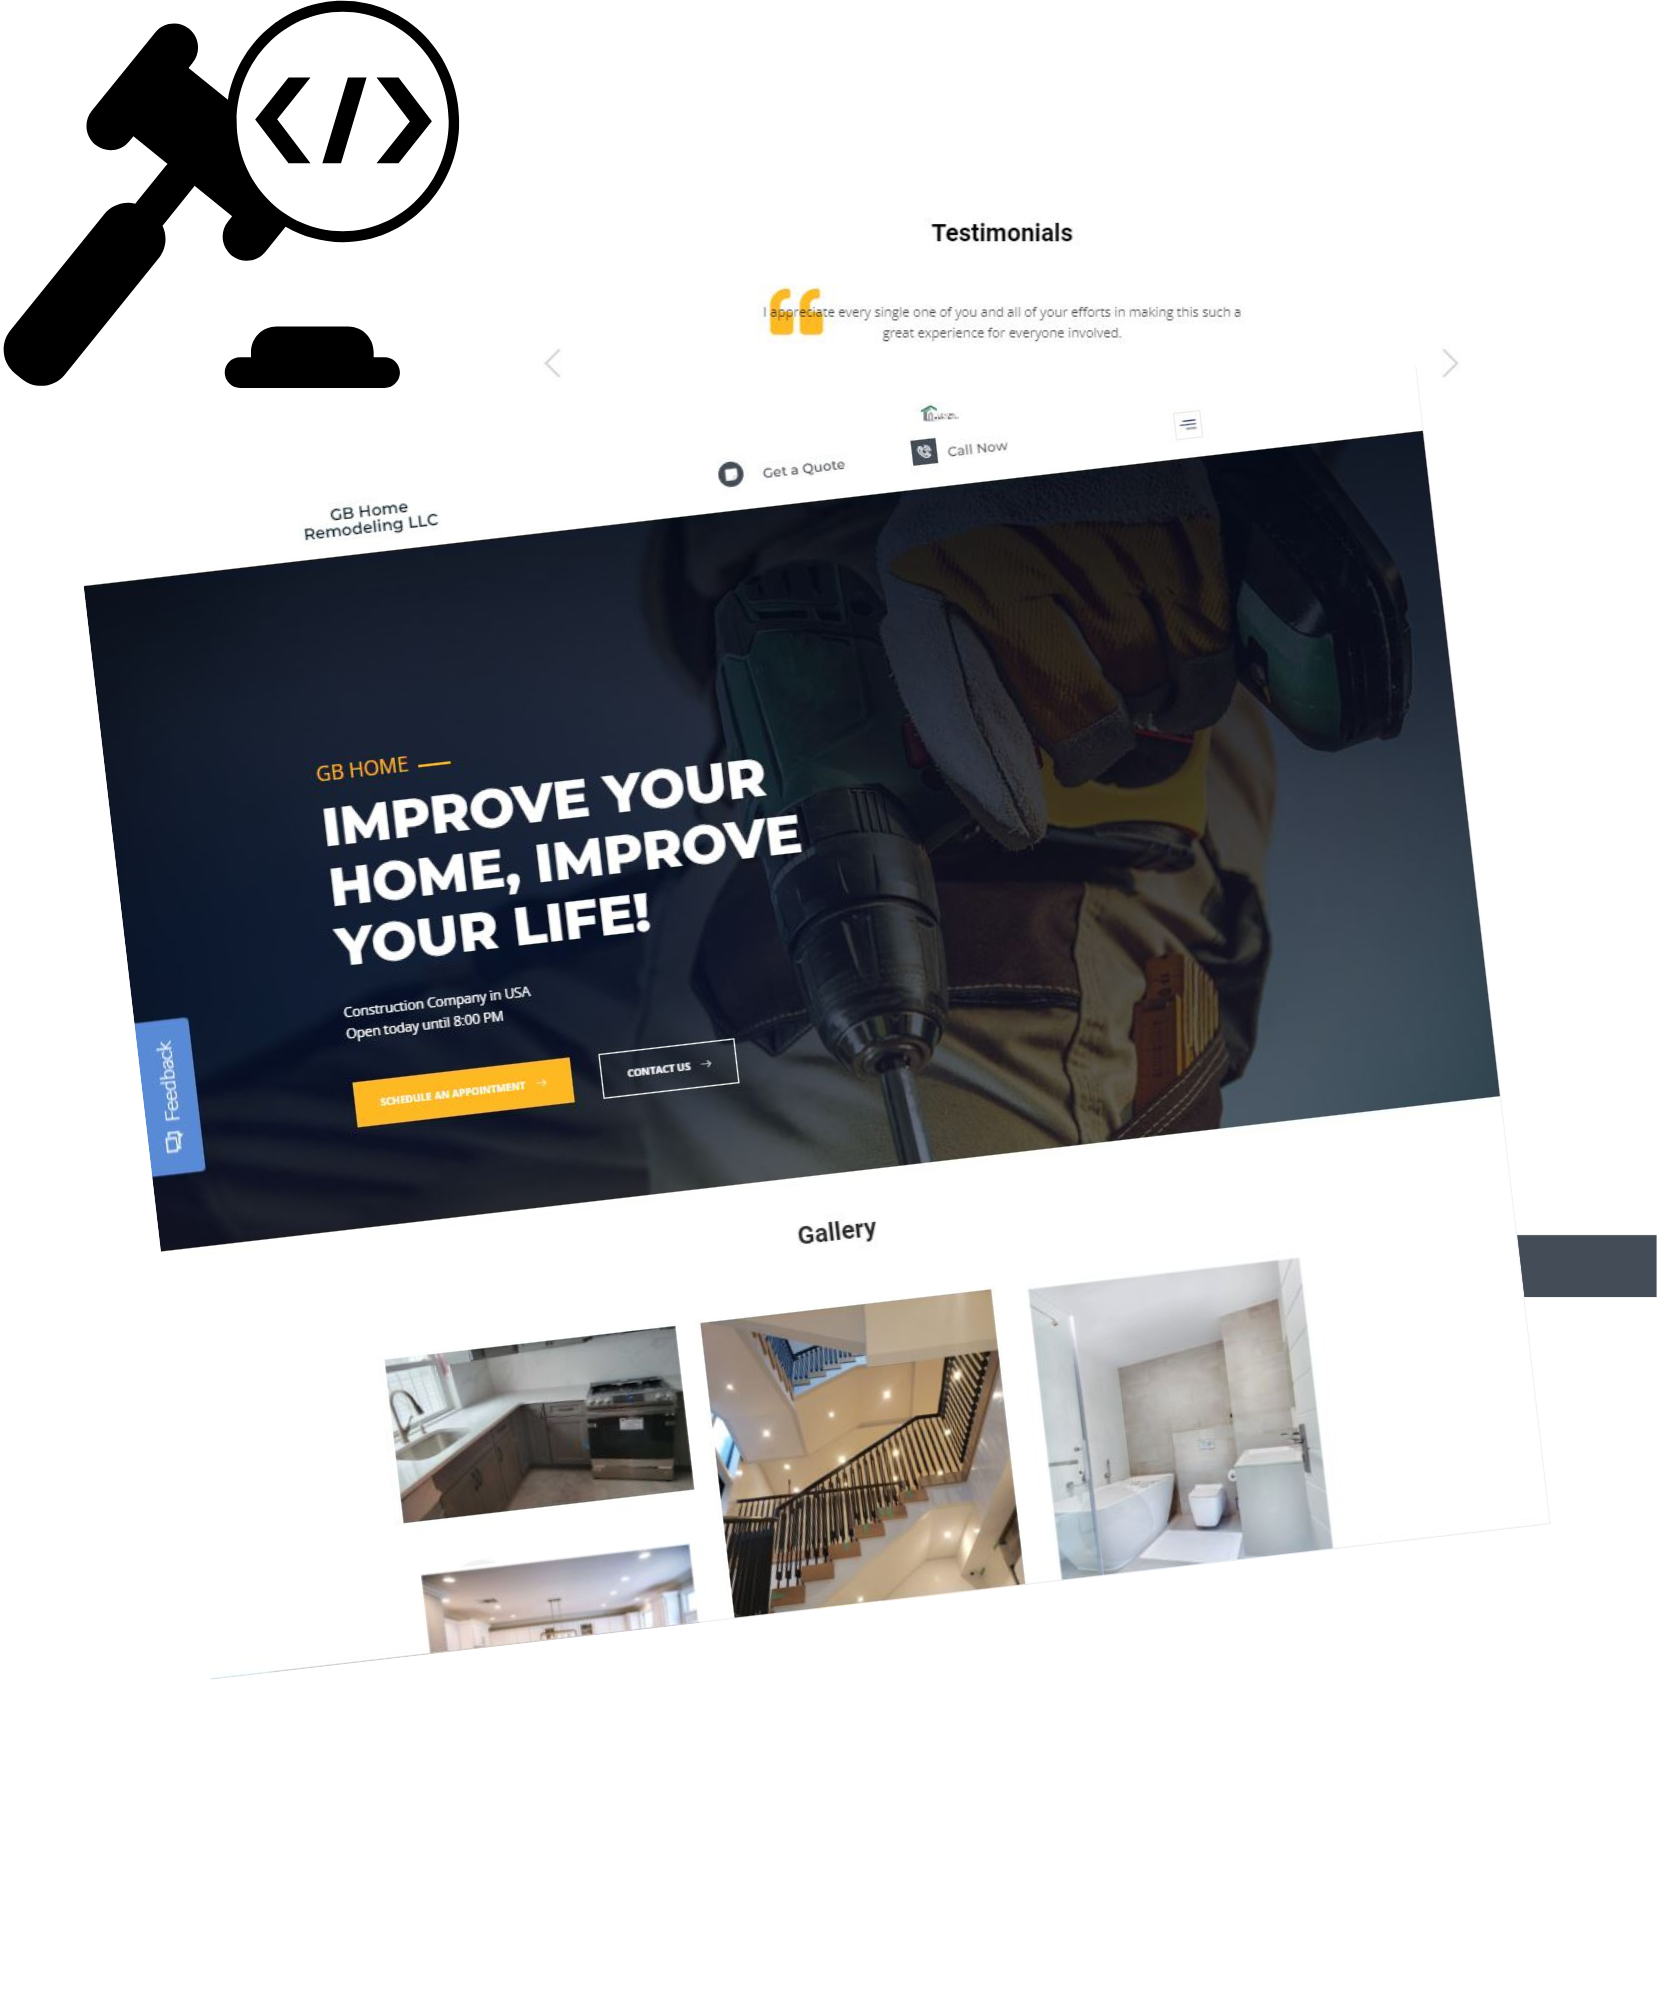 </>
Testimonials
I appreciate every single one of you and all of your efforts in making this such a
great experience for everyone involved.
Call Now
Get a Quote
GB Home
Remodeling LLC
GB HOME
IMPROVE YOUR
HOME, IMPROVE
YOUR LIFE!
Construction Company in USA
Open today until 8:00 PM
SCHEDULE AN APPOINTMENT
CONTACT US
Feedback
Gallery